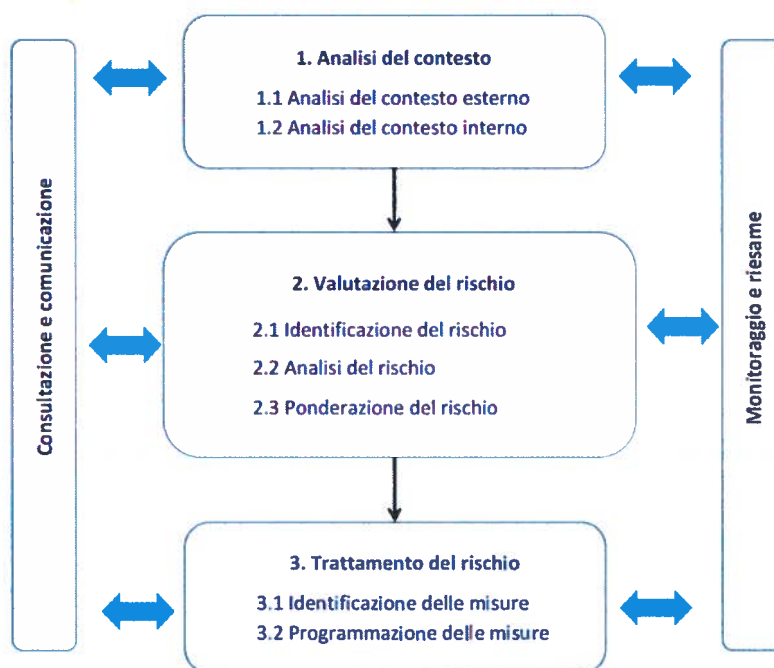 1. Analisi del contesto
1.1 Analisi del contesto esterno
1.2 Analisi del contesto interno
Consultazione e comunicazione
2. Valutazione del rischio
2.1 Identificazione del rischio
2.2 Analisi del rischio
2.3 Ponderazione del rischio
Monitoraggio e riesame
3. Trattamento del rischio
3.1 Identificazione delle misure
3.2 Programmazione delle misure